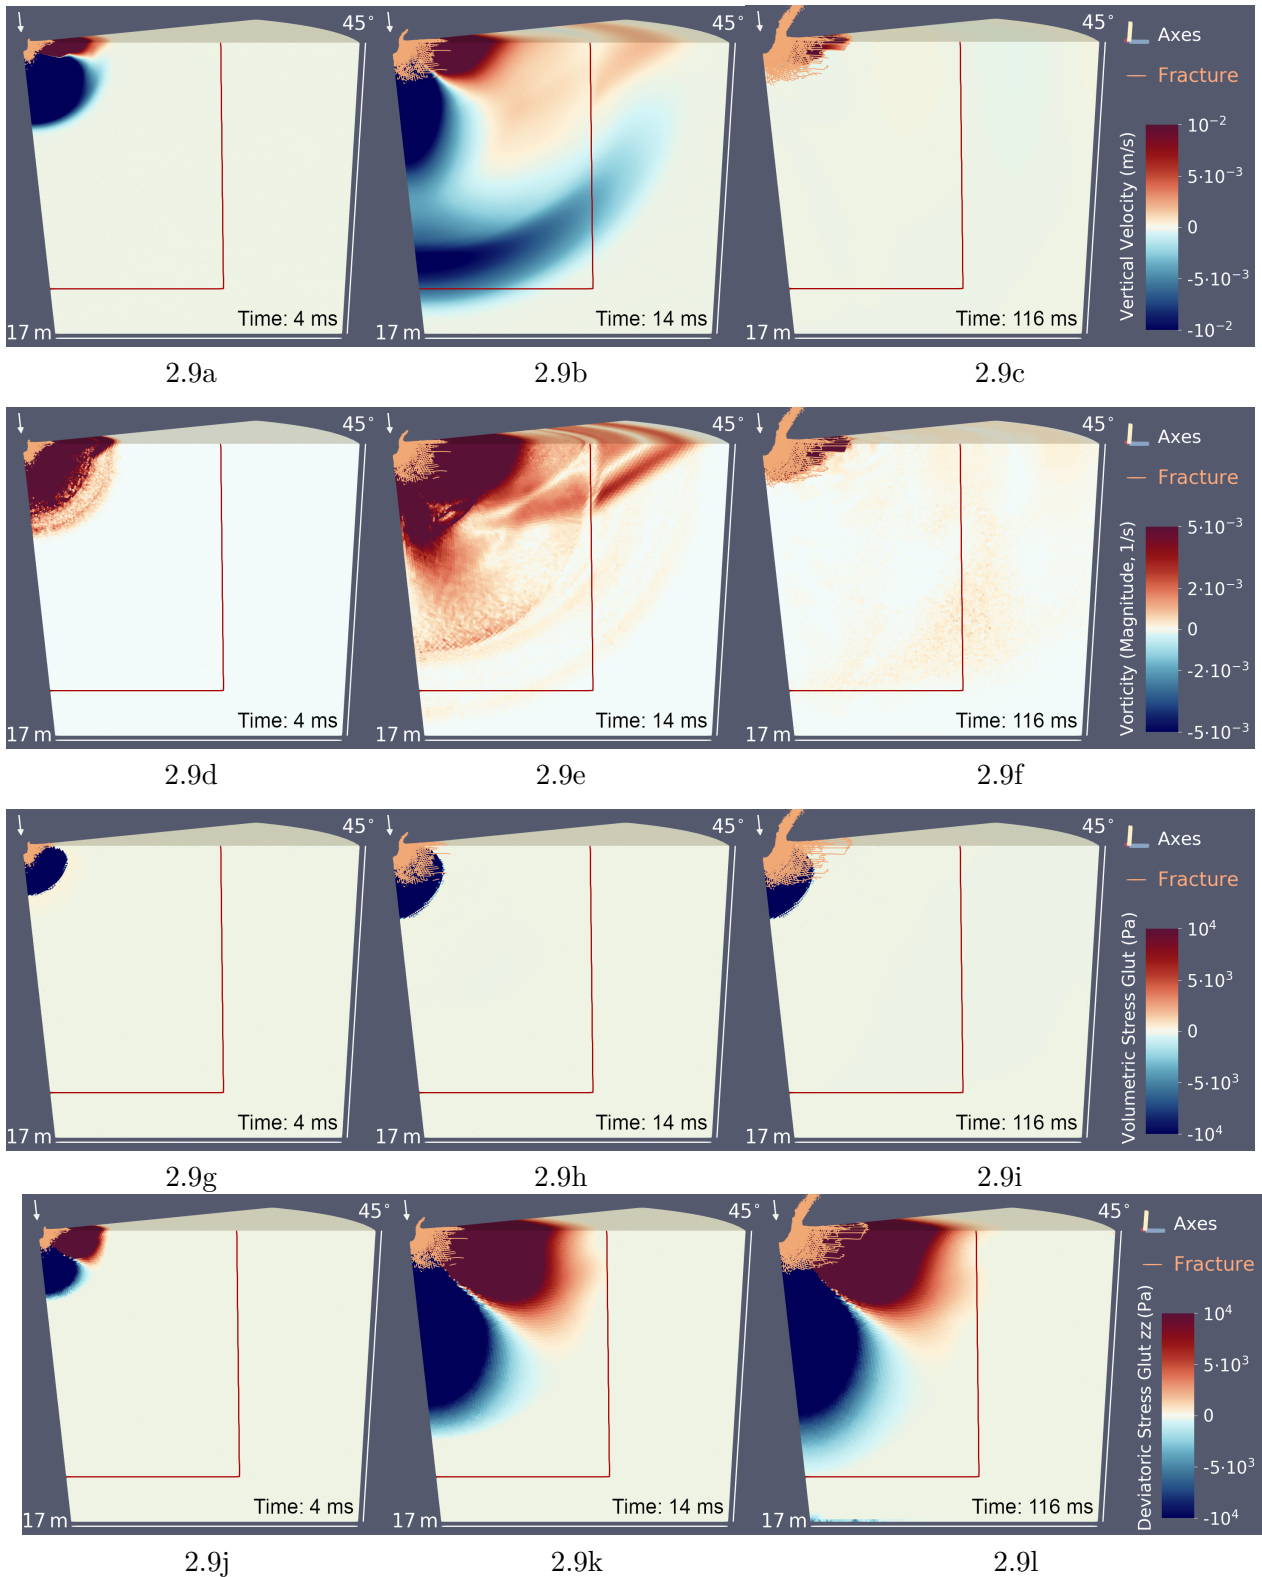 45°
45°
45°
Axes
Fracture
Vertical Velocity (m/s)
10⁻²
5·10⁻³
0
-5·10⁻³
-10⁻²
17 m
Time: 4 ms
17 m
Time: 14 ms
17 m
Time: 116 ms
2.9a
2.9b
2.9c
45°
45°
45°
Axes
Fracture
Vorticity (Magnitude, 1/s)
5·10⁻³
2·10⁻³
0
-2·10⁻³
-5·10⁻³
17 m
Time: 4 ms
17 m
Time: 14 ms
17 m
Time: 116 ms
2.9d
2.9e
2.9f
45°
45°
45°
Axes
Fracture
Volumetric Stress Glut (Pa)
10⁴
5·10³
0
-5·10³
-10⁴
17 m
Time: 4 ms
17 m
Time: 14 ms
17 m
Time: 116 ms
2.9g
2.9h
2.9i
45°
45°
45°
Axes
Fracture
Deviatoric Stress Glut zz (Pa)
10⁴
5·10³
0
-5·10³
-10⁴
17 m
Time: 4 ms
17 m
Time: 14 ms
17 m
Time: 116 ms
2.9j
2.9k
2.9l